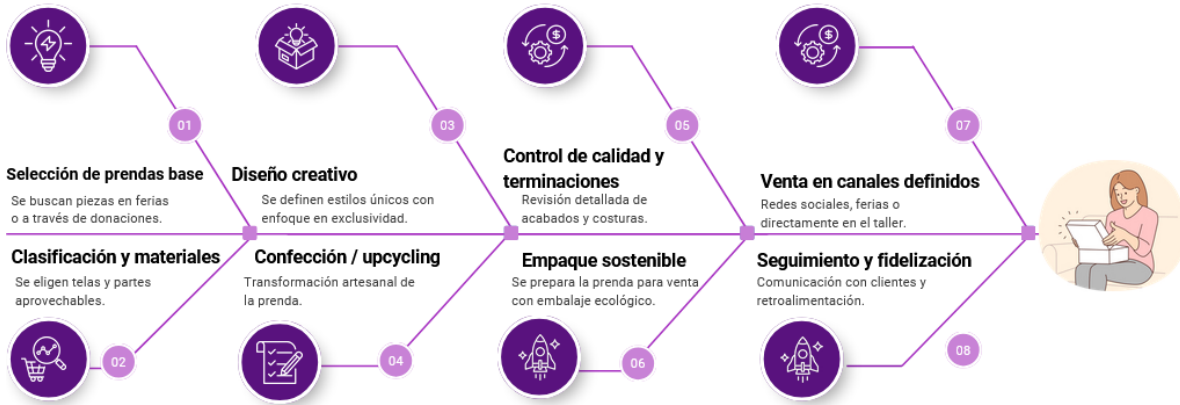 01
Selección de prendas base
Se buscan piezas en ferias
o a través de donaciones.
Clasificación y materiales
Se eligen telas y partes
aprovechables.
02
03
Diseño creativo
Se definen estilos únicos con
enfoque en exclusividad.
Confección / upcycling
Transformación artesanal de
la prenda.
04
05
Control de calidad y
terminaciones
Revisión detallada de
acabados y costuras.
Empaque sostenible
Se prepara la prenda para venta
con embalaje ecológico.
06
07
Venta en canales definidos
Redes sociales, ferias o
directamente en el taller.
Seguimiento y fidelización
Comunicación con clientes y
retroalimentación.
08